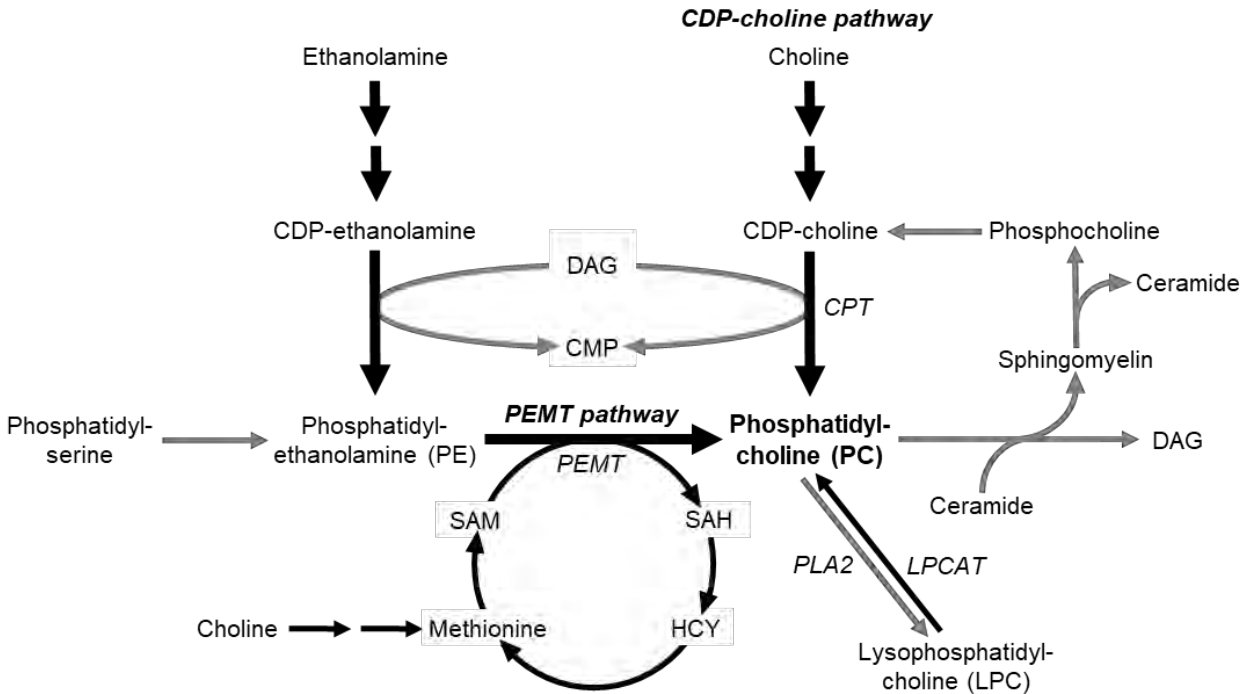 CDP-choline pathway
Ethanolamine
Choline
CDP-ethanolamine
CDP-choline
Phosphocholine
DAG
Ceramide
CPT
CMP
Sphingomyelin
PEMT pathway
Phosphatidyl-
serine
Phosphatidyl-
ethanolamine (PE)
PEMT
Phosphatidyl-
choline (PC)
DAG
Ceramide
SAM
SAH
PLA2
LPCAT
Choline
Methionine
HCY
Lysophosphatidyl-
choline (LPC)